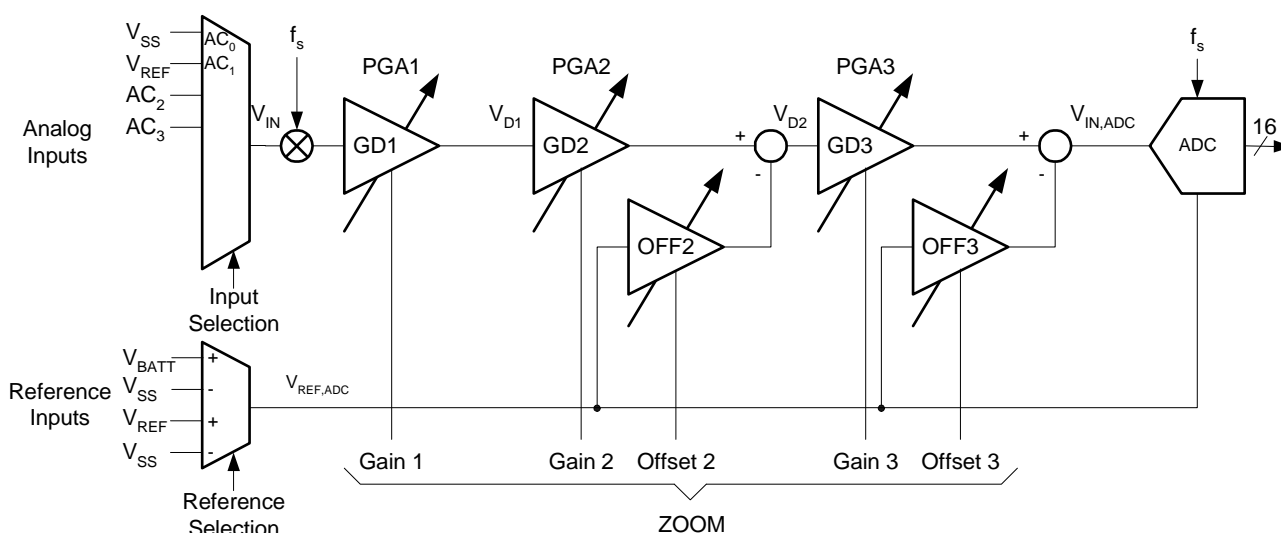 V_SS
V_REF
AC_2
AC_3
AC_0
AC_1
Analog
Inputs
V_IN
f_s
PGA1
GD1
V_D1
PGA2
GD2
+
-
V_D2
OFF2
PGA3
GD3
+
-
V_IN,ADC
OFF3
f_s
ADC
16
Input
Selection
V_BATT +
V_SS -
V_REF +
V_SS -
Reference
Inputs
V_REF,ADC
Reference
Selection
Gain 1
Gain 2
Offset 2
Gain 3
Offset 3
ZOOM